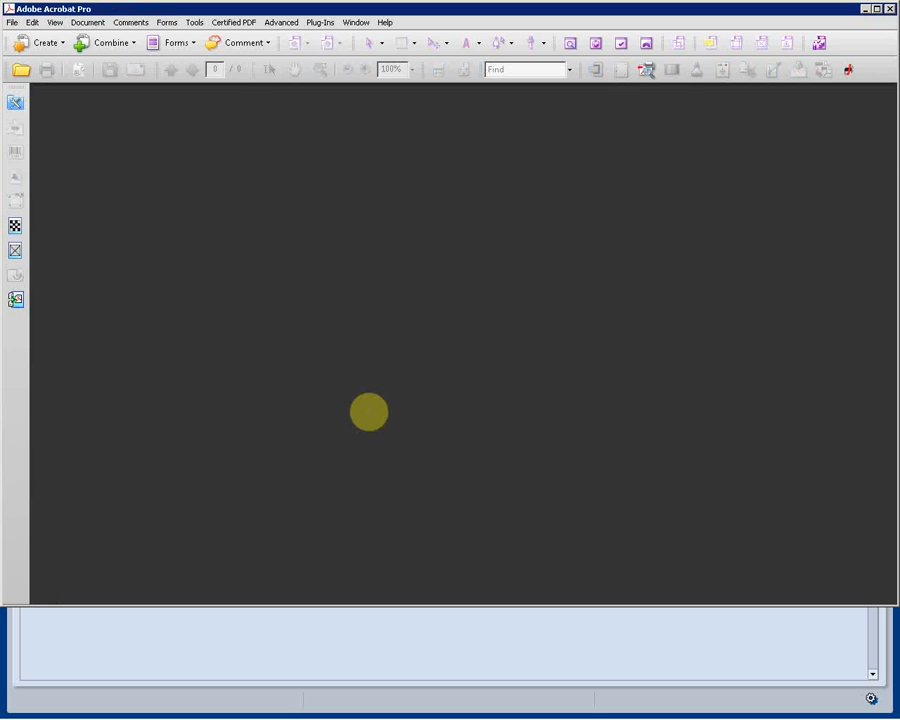 Adobe Acrobat Pro
File Edit View Document Comments Forms Tools Certified PDF Advanced Plug-Ins Window Help
Create Combine Forms Comment
0 / 0 100% Find